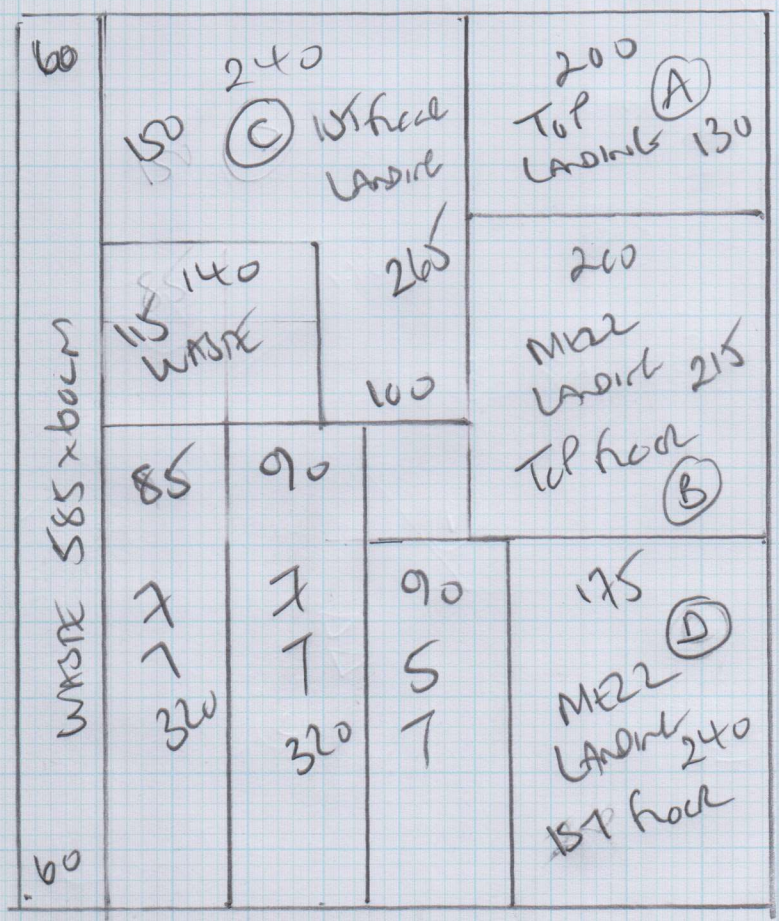 60
WASTE 585 x 60cm
60
240
150
C
1ST FLOOR
LANDING
265
100
140
115
WASTE
200
A
TOP
LANDING 130
200
MEZZ
LANDING 215
TOP FLOOR
B
85
7
7
320
90
7
7
320
90
5
7
175
D
MEZZ
LANDING 240
1ST FLOOR